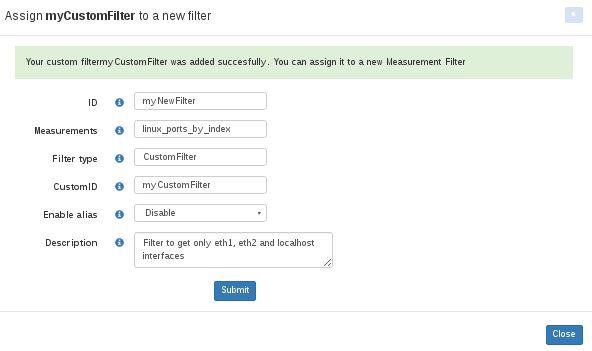 Assign myCustomFilter to a new filter
×
Your custom filtermyCustomFilter was added succesfully. You can assign it to a new Measurement Filter
ID myNewFilter
Measurements linux_ports_by_index
Filter type CustomFilter
CustomID myCustomFilter
Enable alias Disable
Description Filter to get only eth1, eth2 and localhost
interfaces
Submit
Close